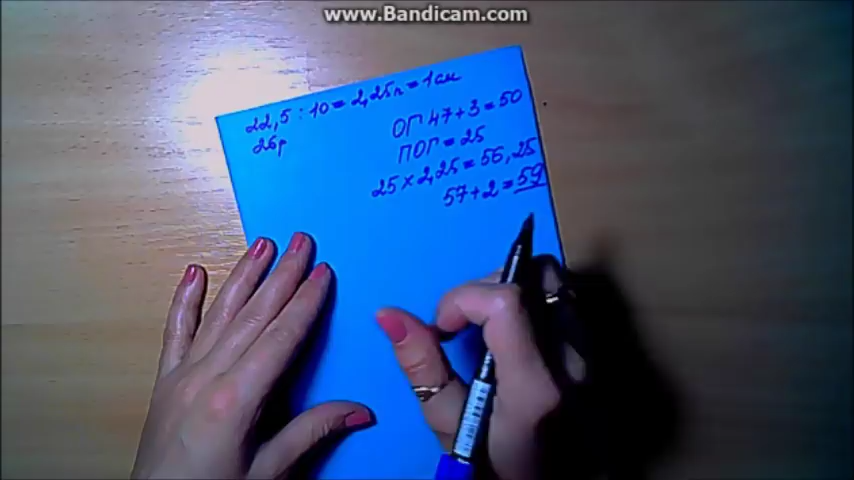 www.Bandicam.com
22,5 : 10 = 2,25п = 1см
26р
ОГ 47+3 = 50
ПОГ = 25
25 × 2,25 = 56,25
57+2 = 59